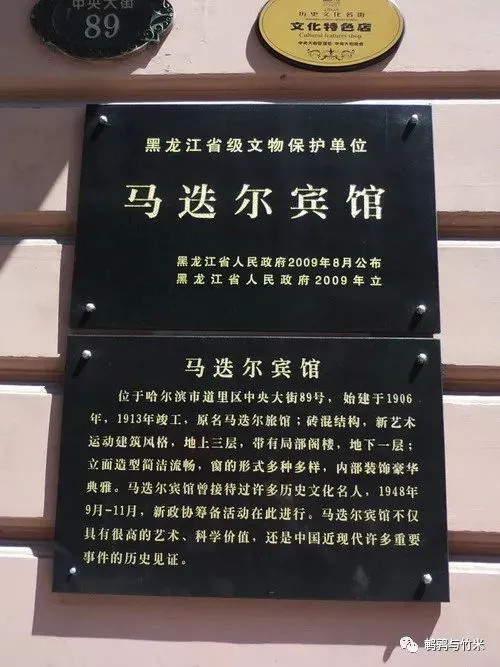 中央大街
89
历史文化名街
文化特色店
Cultural features shop
黑龙江省级文物保护单位
马迭尔宾馆
黑龙江省人民政府2009年8月公布
黑龙江省人民政府2009年立
马迭尔宾馆
位于哈尔滨市道里区中央大街89号，始建于1906
年，1913年竣工，原名马迭尔旅馆；砖混结构，新艺术
运动建筑风格，地上三层，带有局部阁楼，地下一层；
立面造型简洁流畅，窗的形式多种多样，内部装饰豪华
典雅。马迭尔宾馆曾接待过许多历史文化名人，1948年
9月-11月，新政协筹备活动在此进行。马迭尔宾馆不仅
具有很高的艺术、科学价值，还是中国近现代许多重要
事件的历史见证。
鹌鹑与竹米